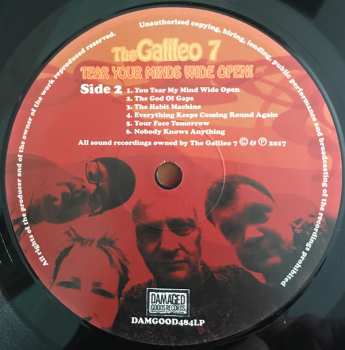 Unauthorised copying, hiring, lending, public performance and broadcasting of the recordings prohibited
All rights of the producer and of the owner of the work reproduced reserved.
The Galileo 7
TEAR YOUR MINDS WIDE OPEN!
Side 2
1. You Tear My Mind Wide Open
2. The God Of Gaps
3. The Habit Machine
4. Everything Keeps Coming Round Again
5. Your Face Tomorrow
6. Nobody Knows Anything
All sound recordings owned by The Galileo 7 © & ℗ 2017
DAMAGED
GOODS RECORDS
DAMGOOD484LP